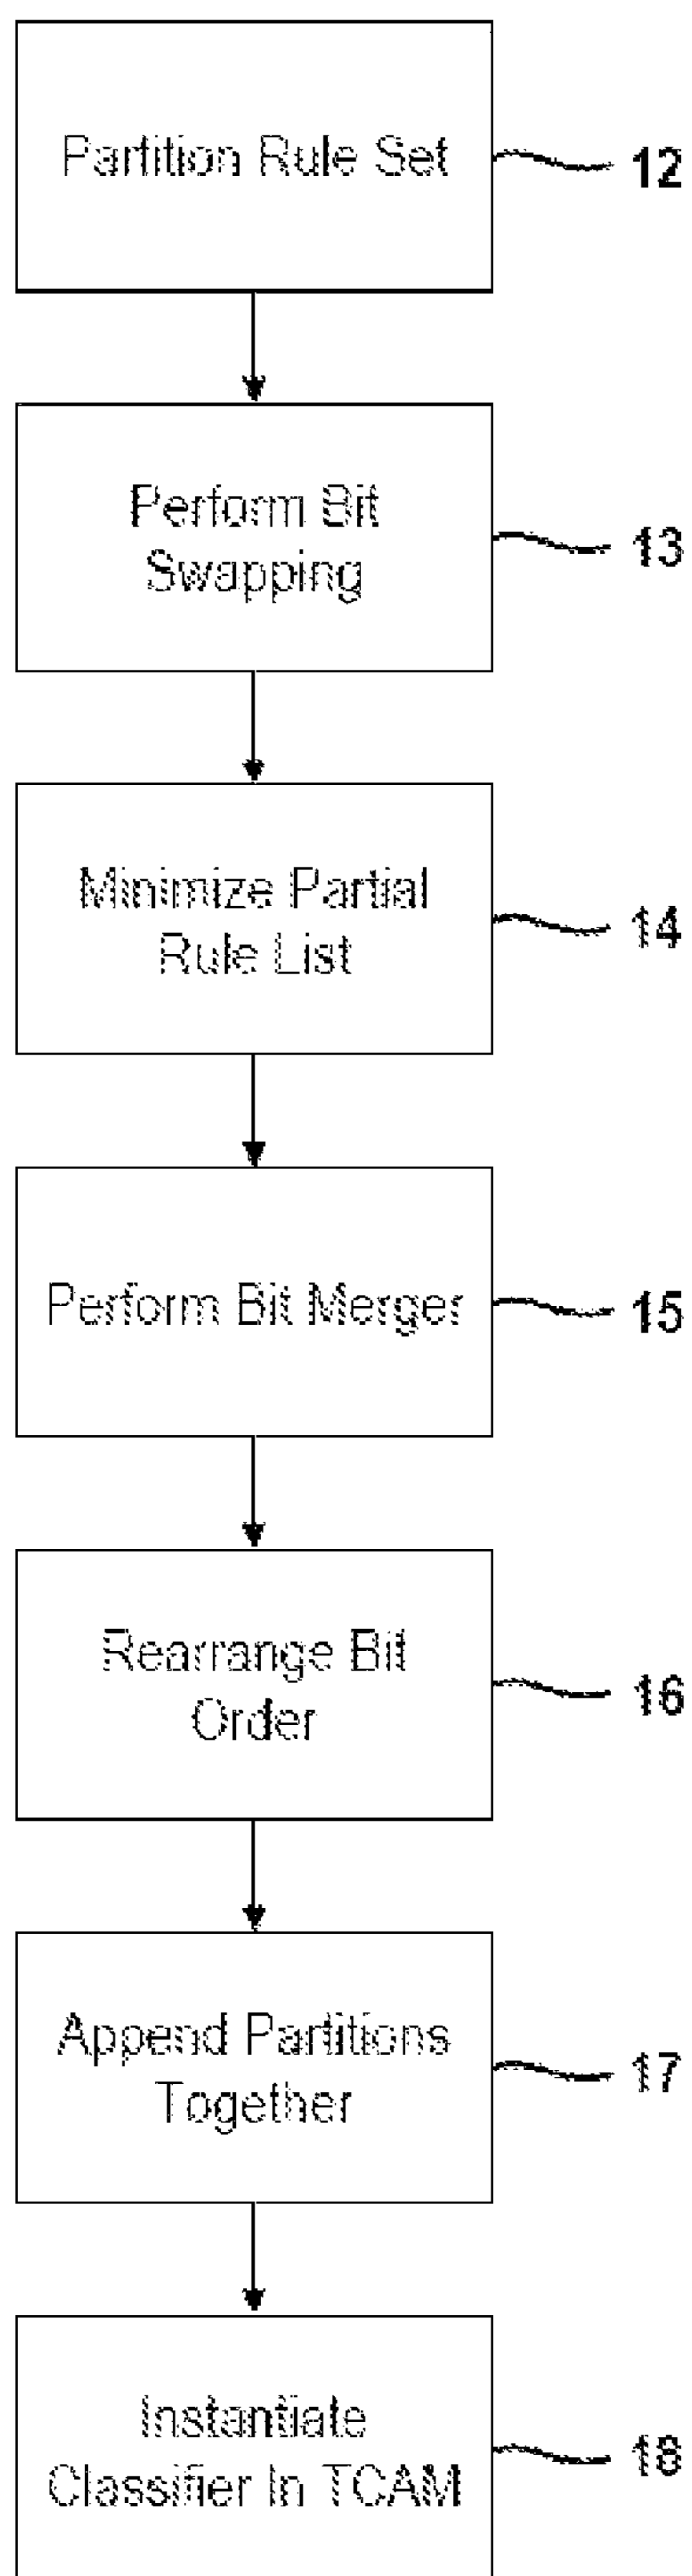 Partition Rule Set
12
Perform Bit
Swapping
13
Minimize Partial
Rule List
14
Perform Bit Merger
15
Rearrange Bit
Order
16
Append Partitions
Together
17
Instantiate
Classifier In TCAM
18